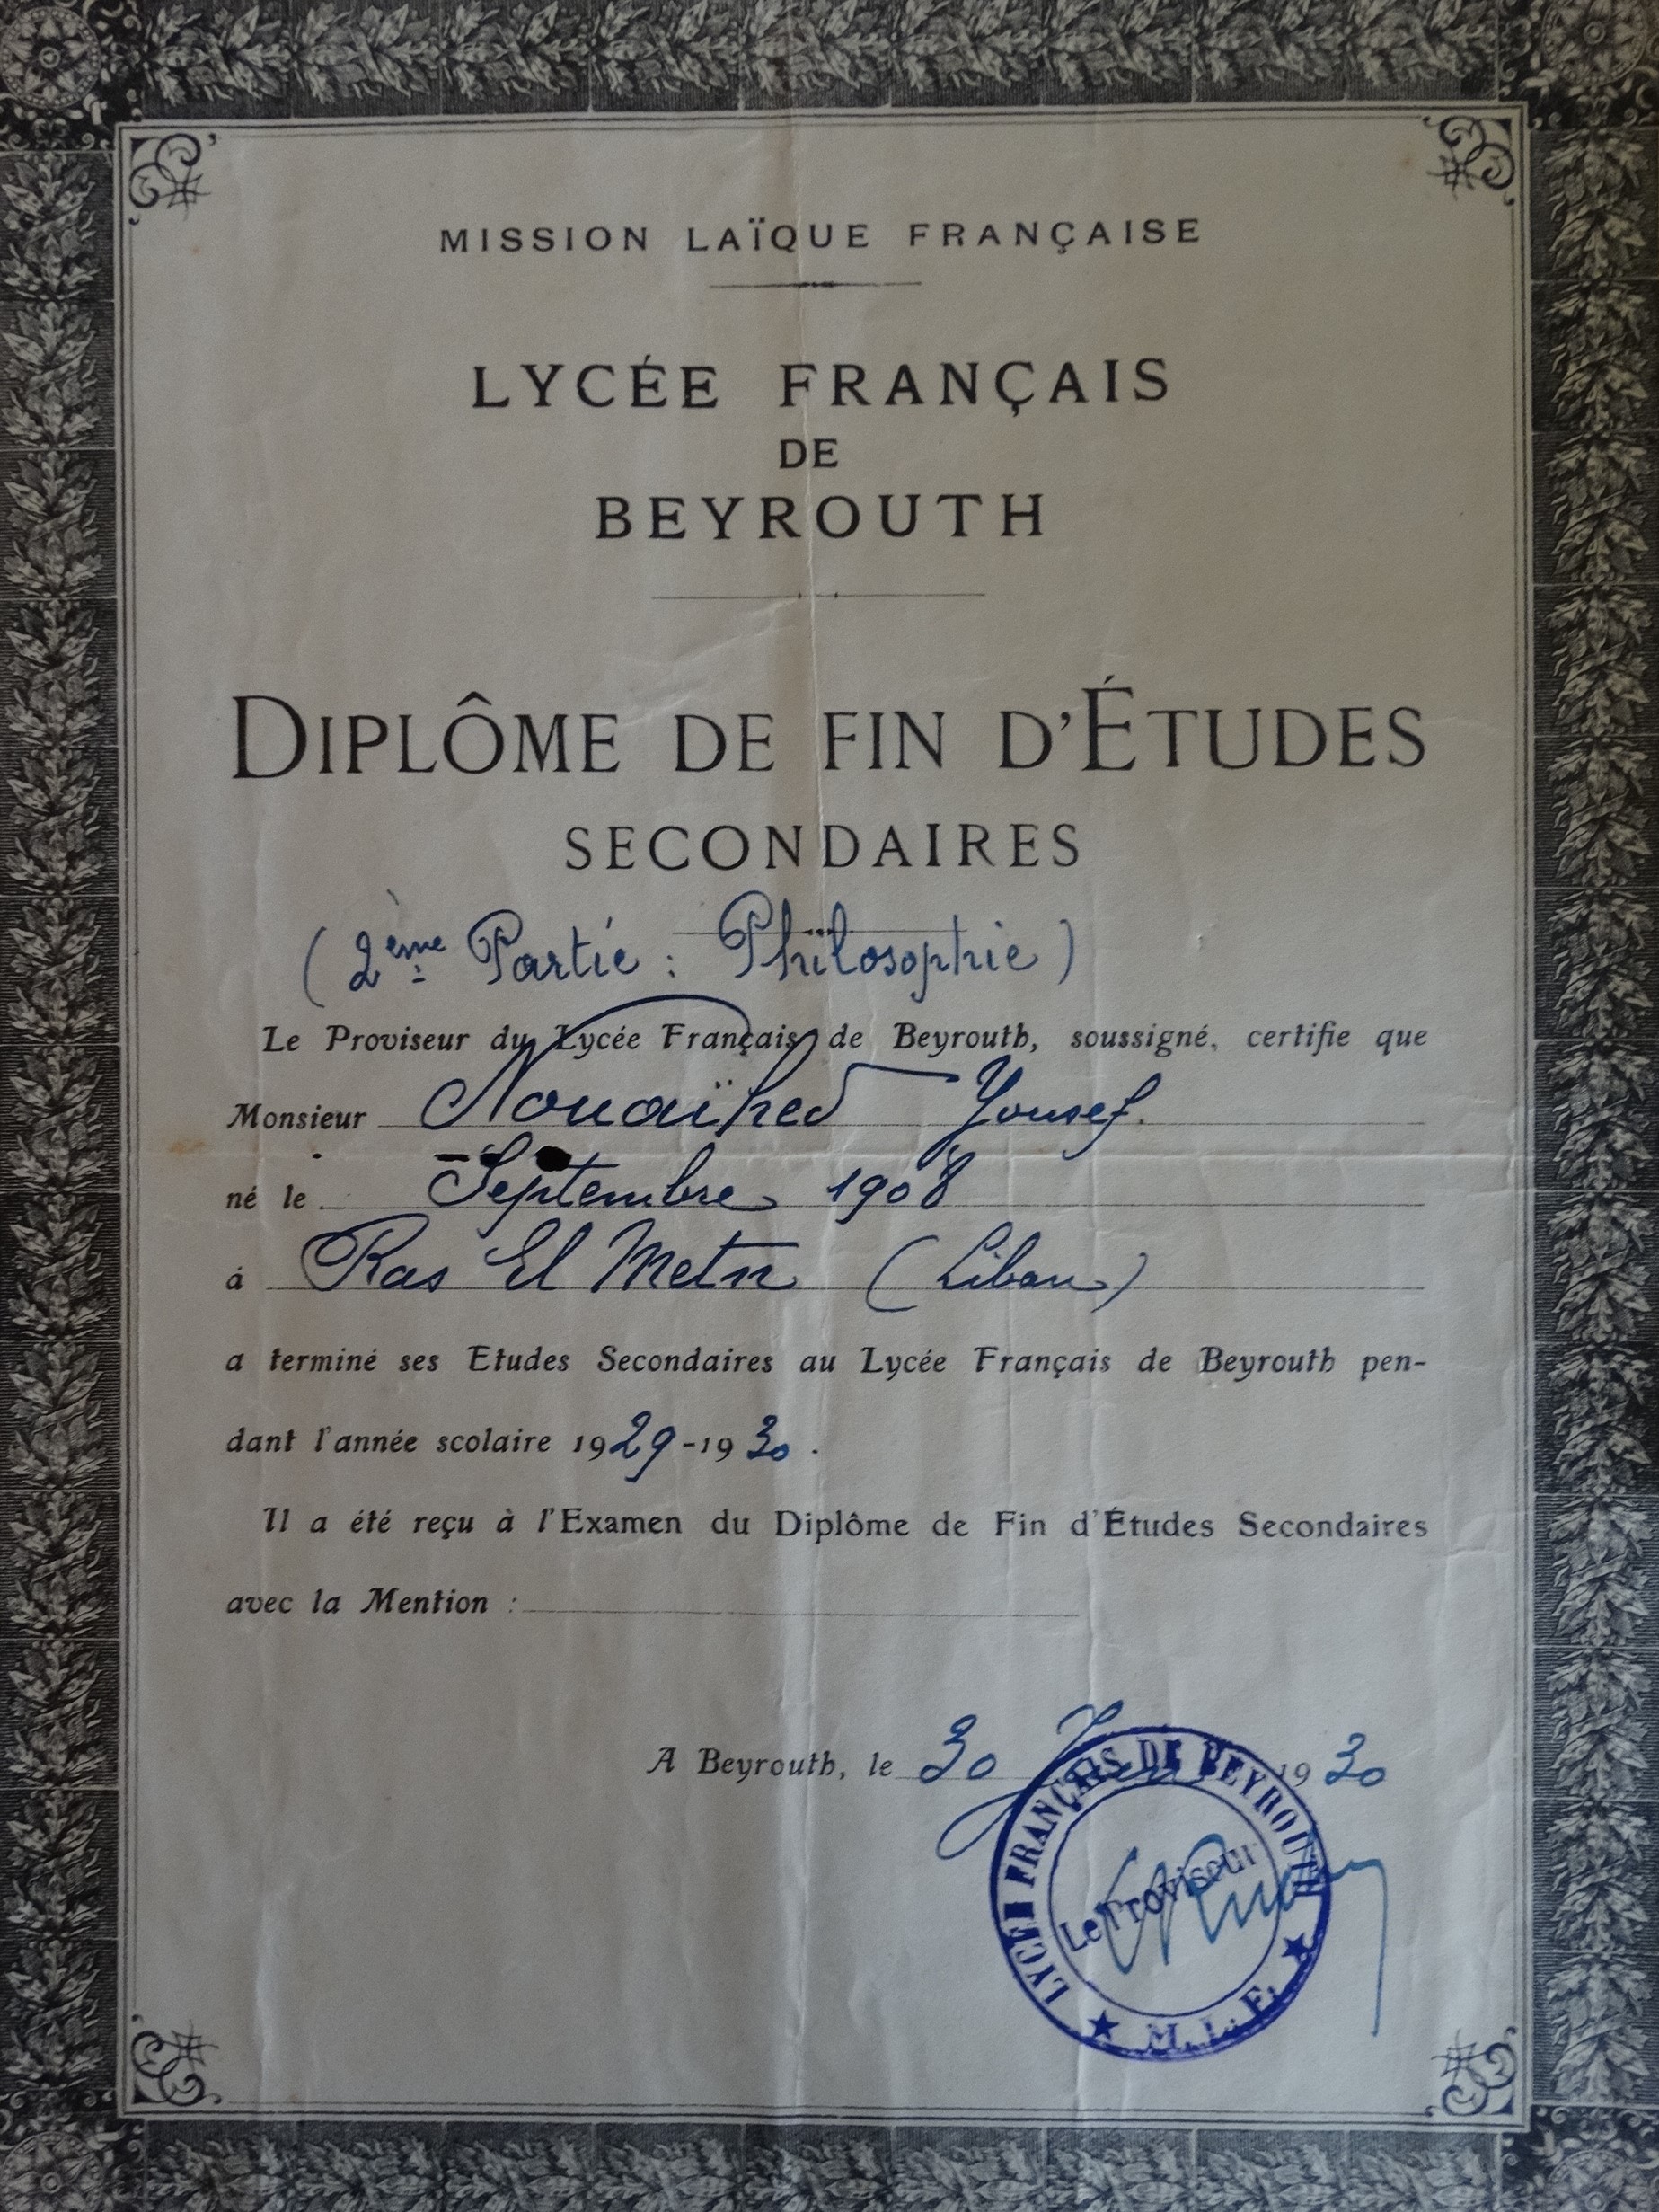 MISSION LAÏQUE FRANÇAISE
LYCÉE FRANÇAIS
DE
BEYROUTH
DIPLÔME DE FIN D'ÉTUDES
SECONDAIRES
(2ème Partie : Philosophie)
Le Proviseur du Lycée Français de Beyrouth, soussigné, certifie que
Monsieur Nouaïhed Yousef.
né le Septembre 1908
à Ras El Metn (Liban)
a terminé ses Etudes Secondaires au Lycée Français de Beyrouth pen-
dant l'année scolaire 1929-1930.
Il a été reçu à l'Examen du Diplôme de Fin d'Études Secondaires
avec la Mention :
A Beyrouth, le 30 1930
LYCÉE FRANÇAIS DE BEYROUTH
Le Proviseur
★ M. L. F. ★